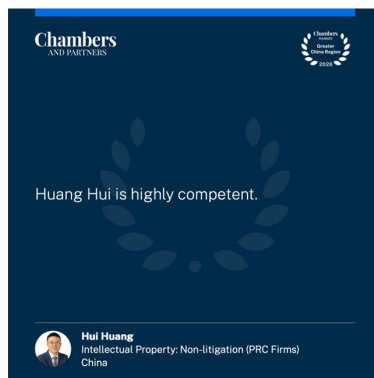 Chambers
AND PARTNERS
Chambers
AWARDS
Greater
China Region
2026
Huang Hui is highly competent.
Hui Huang
Intellectual Property: Non-litigation (PRC Firms)
China